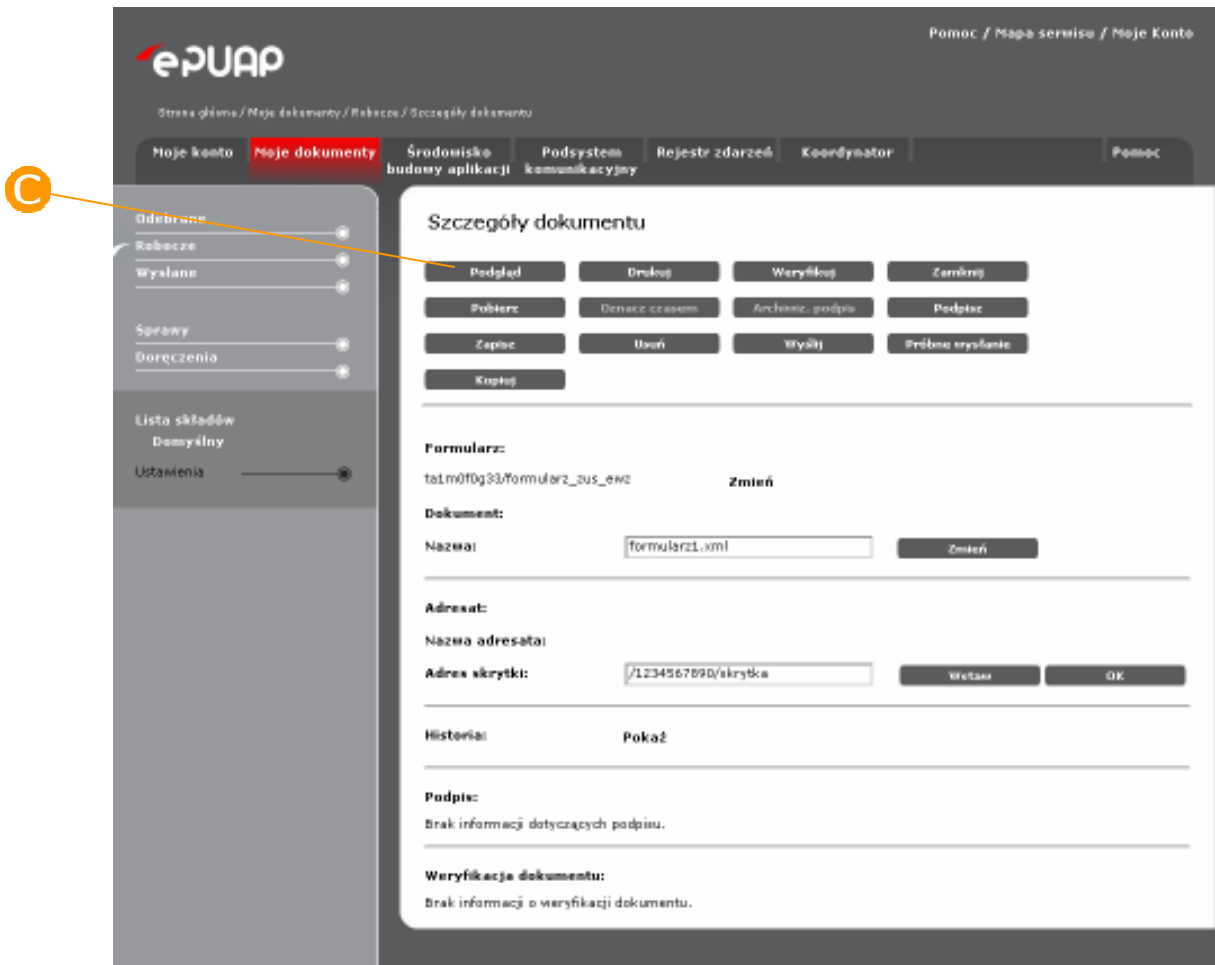 Pomoc / Mapa serwisu / Moje Konto
ePUAP
Strona główna / Moje dokumenty / Robocze / Szczegóły dokumentu
Moje konto Moje dokumenty Środowisko budowy aplikacji Podsystem komunikacyjny Rejestr zdarzeń Koordynator Pomoc
C
Odebrane
Robocze
Wysłane
Sprawy
Doręczenia
Lista składów
Domyślny
Ustawienia
Szczegóły dokumentu
Podgląd Drukuj Weryfikuj Zamknij
Pobierz Oznacz czasem Archiwiz. podpis Podpisz
Zapisz Usuń Wyślij Próbne wysłanie
Kopiuj
Formularz:
ta1m0f0g33/formularz_zus_ewz Zmień
Dokument:
Nazwa: formularz1.xml Zmień
Adresat:
Nazwa adresata:
Adres skrytki: /1234567890/skrytka Wstaw OK
Historia: Pokaż
Podpis:
Brak informacji dotyczących podpisu.
Weryfikacja dokumentu:
Brak informacji o weryfikacji dokumentu.